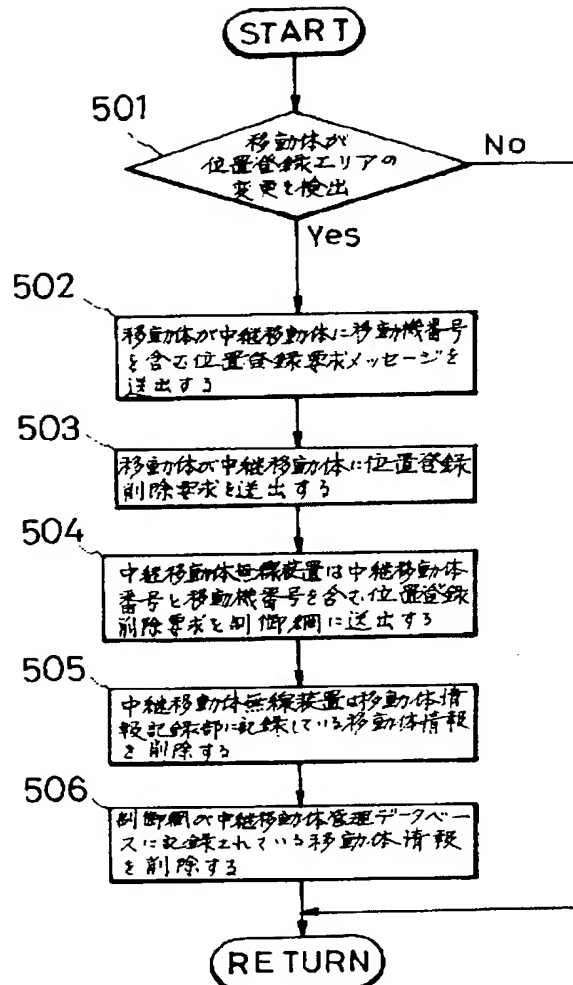 START
501
移動体が
位置登録エリアの
変更を検出
No
Yes
502
移動体が中継移動体に移動機番号
を含む位置登録要求メッセージを
送出する
503
移動体が中継移動体に位置登録
削除要求を送出する
504
中継移動体無線装置は中継移動体
番号と移動機番号を含む位置登録
削除要求を制御網に送出する
505
中継移動体無線装置は移動体情
報記録部に記録している移動体情報
を削除する
506
制御網の中継移動体管理データベー
スに記録されている移動体情報
を削除する
RETURN